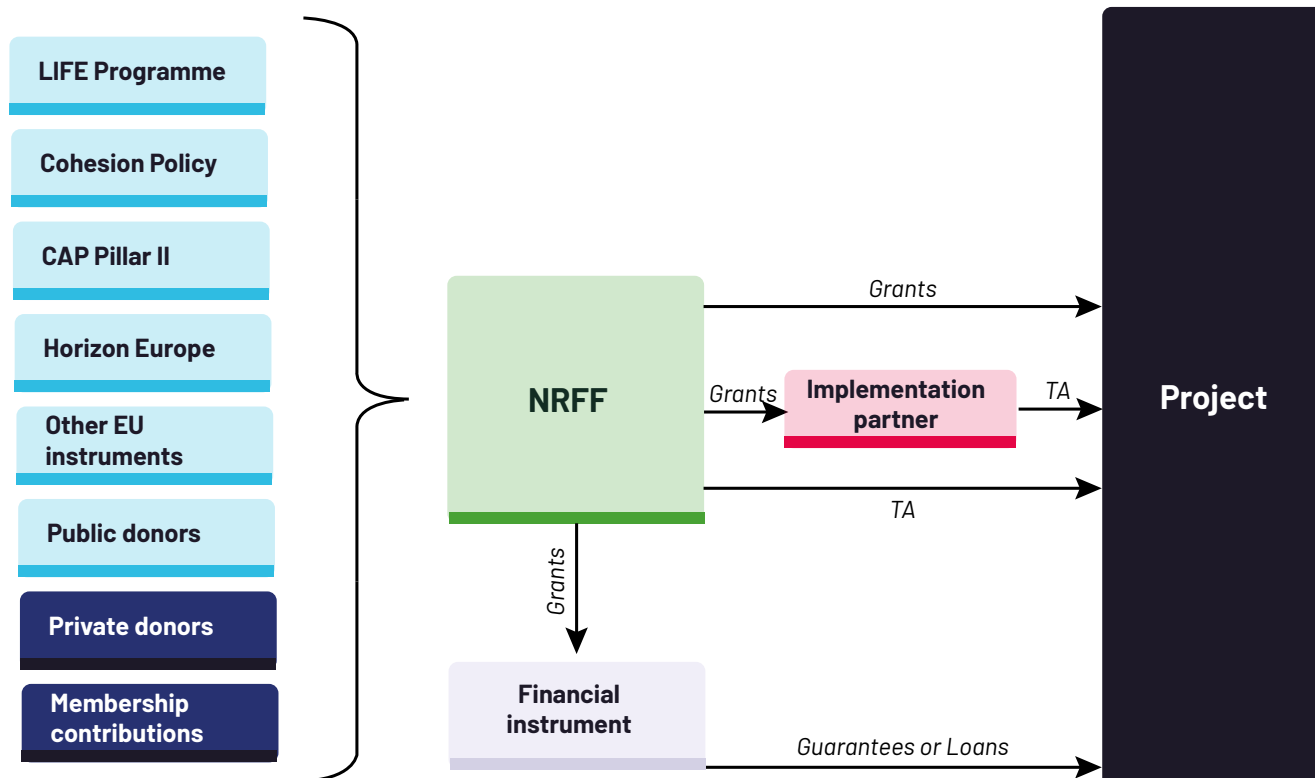 LIFE Programme
Cohesion Policy
CAP Pillar II
Horizon Europe
Other EU
instruments
Public donors
Private donors
Membership
contributions
NRFF
Grants
Grants
Implementation
partner
TA
TA
Grants
Financial
instrument
Guarantees or Loans
Project